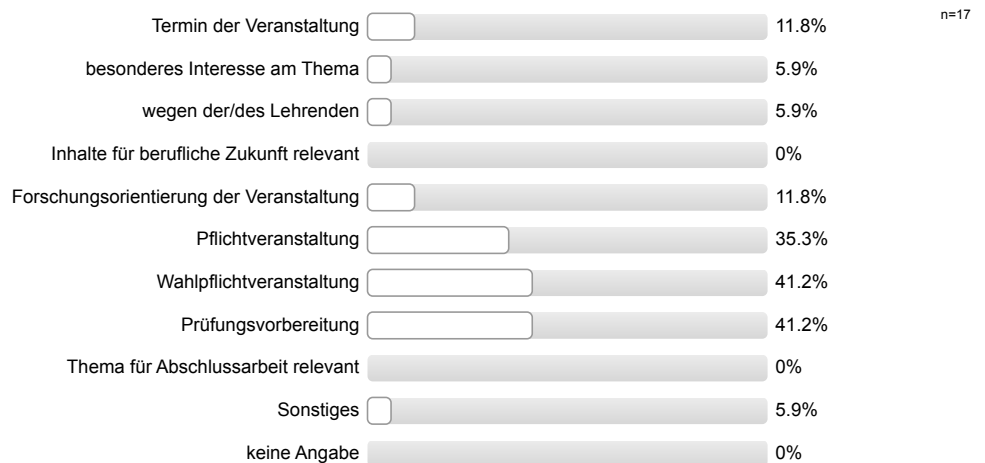 n=17
Termin der Veranstaltung 11.8%
besonderes Interesse am Thema 5.9%
wegen der/des Lehrenden 5.9%
Inhalte für berufliche Zukunft relevant 0%
Forschungsorientierung der Veranstaltung 11.8%
Pflichtveranstaltung 35.3%
Wahlpflichtveranstaltung 41.2%
Prüfungsvorbereitung 41.2%
Thema für Abschlussarbeit relevant 0%
Sonstiges 5.9%
keine Angabe 0%